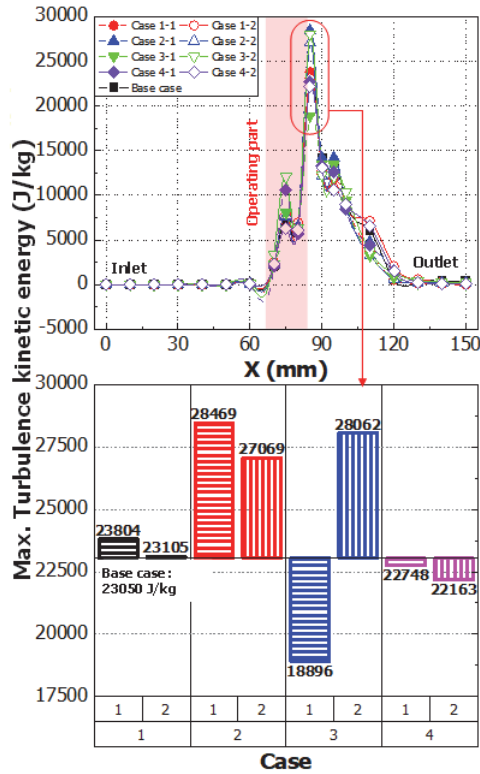 Max. Turbulence kinetic energy (J/kg)
30000
25000
20000
15000
10000
5000
0
-5000
Case 1-1 Case 1-2
Case 2-1 Case 2-2
Case 3-1 Case 3-2
Case 4-1 Case 4-2
Base case
Operating part
Inlet
Outlet
0 30 60 90 120 150
X (mm)
30000
27500
25000
22500
20000
17500
28469
27069
28062
23804
23105
Base case :
23050 J/kg
22748
22163
18896
1 2 1 2 1 2 1 2
1 2 3 4
Case